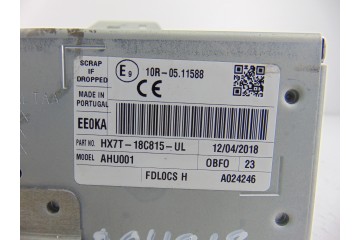 SCRAP
IF
DROPPED
E9 10R-05.11588
CE
MADE IN
PORTUGAL
EE0KA
PART NO. HX7T-18C815-UL 12/04/2018
MODEL AHU001 OBFO 23
FDLOCS H A024246